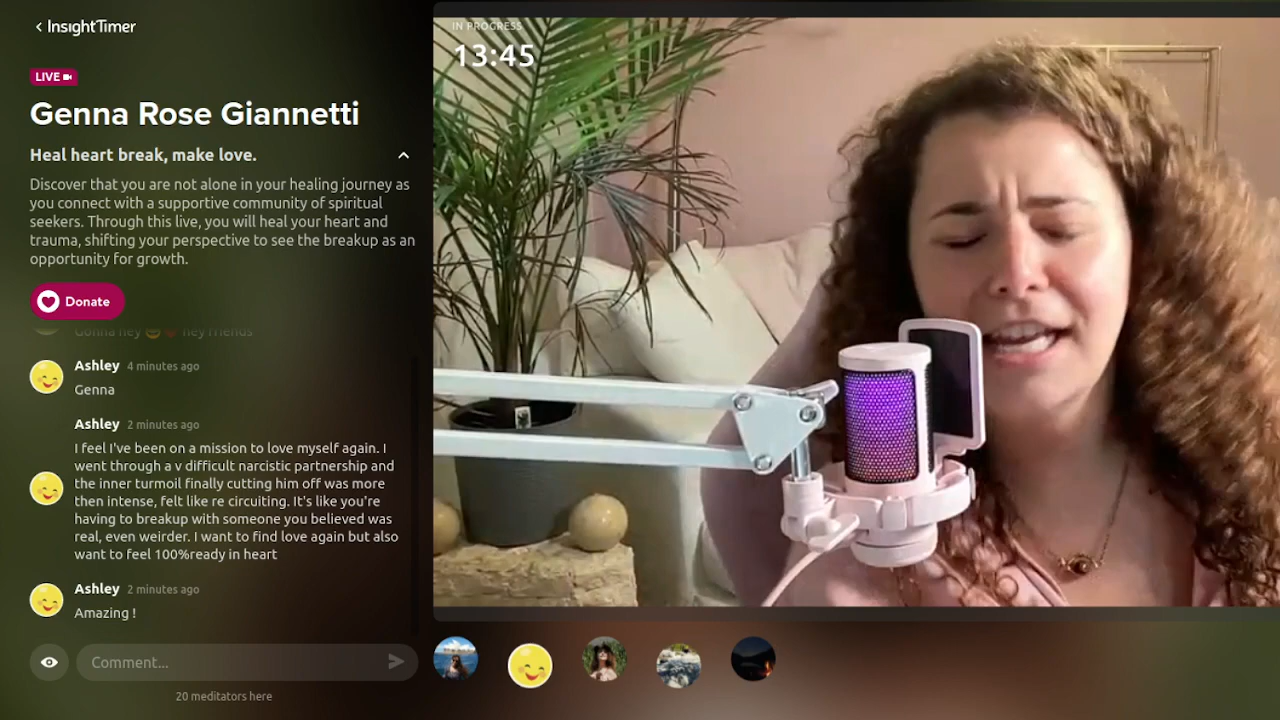 InsightTimer
LIVE
Genna Rose Giannetti
Heal heart break, make love.
Discover that you are not alone in your healing journey as
you connect with a supportive community of spiritual
seekers. Through this live, you will heal your heart and
trauma, shifting your perspective to see the breakup as an
opportunity for growth.
Donate
hey friends
Ashley 4 minutes ago
Genna
Ashley 2 minutes ago
I feel I've been on a mission to love myself again. I
went through a v difficult narcistic partnership and
the inner turmoil finally cutting him off was more
then intense, felt like re circuiting. It's like you're
having to breakup with someone you believed was
real, even weirder. I want to find love again but also
want to feel 100%ready in heart
Ashley 2 minutes ago
Amazing !
Comment...
20 meditators here
IN PROGRESS
13:45